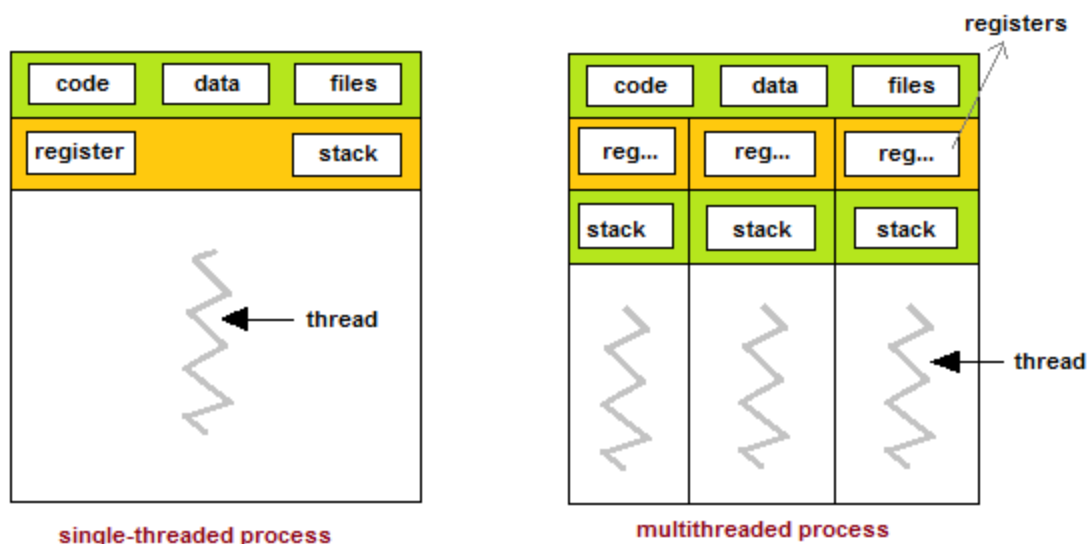 registers
code data files
register stack
thread
single-threaded process
code data files
reg... reg... reg...
stack stack stack
thread
multithreaded process